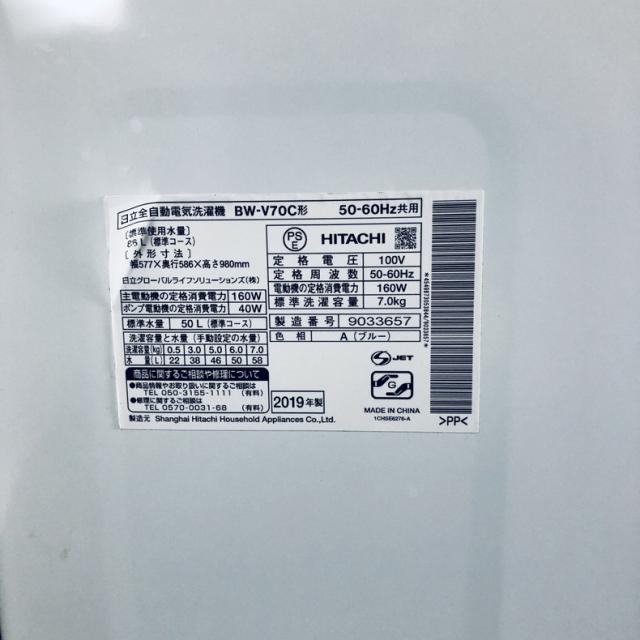 日立全自動電気洗濯機 BW-V70C形 50-60Hz共用
〔標準使用水量〕
85L(標準コース)
〔外形寸法〕
幅577×奥行586×高さ980mm
日立グローバルライフソリューションズ(株)
主電動機の定格消費電力 160W
ポンプ電動機の定格消費電力 40W
標準水量 50L(標準コース)
洗濯容量と水量(手動設定の水量)
洗濯容量(kg) 0.5 3.0 5.0 6.0 7.0
水量(L) 22 38 46 50 58
商品に関するご相談や修理について
●商品情報やお取り扱いに関するご相談
TEL 050-3155-1111 (有料)
●修理に関するご相談
TEL 0570-0031-68 (有料)
製造元 Shanghai Hitachi Household Appliances Co.,Ltd.
PS
E
HITACHI
定格電圧 100V
定格周波数 50-60Hz
電動機の定格消費電力 160W
標準洗濯容量 7.0kg
製造番号 9033657
色相 A(ブルー)
2019年製
S JET
G
MADE IN CHINA
1CHSE6276-A
>PP<